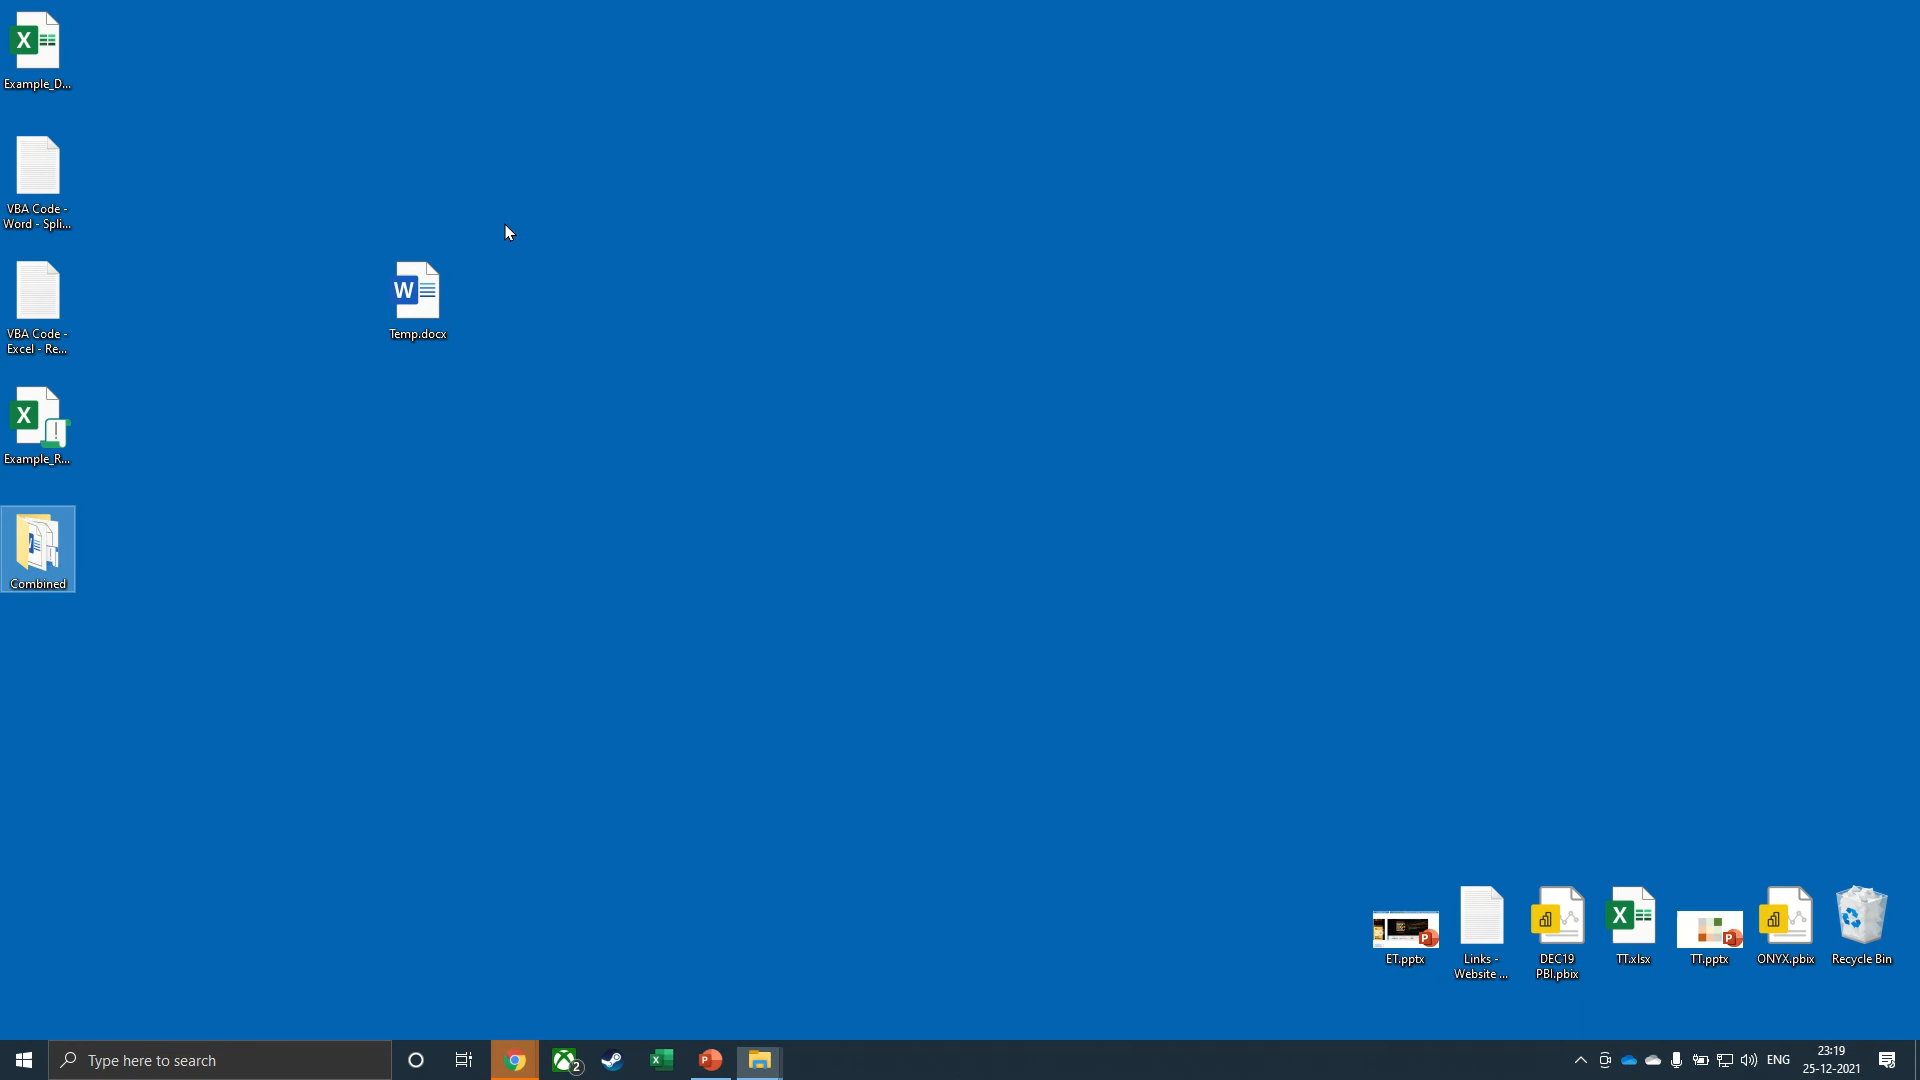 Example_D...
VBA Code -
Word - Spli...
VBA Code -
Excel - Re...
Example_R...
Combined
Temp.docx
ET.pptx
Links -
Website ...
DEC19
PBI.pbix
TT.xlsx
TT.pptx
ONYX.pbix
Recycle Bin
Type here to search
2
ENG
23:19
25-12-2021